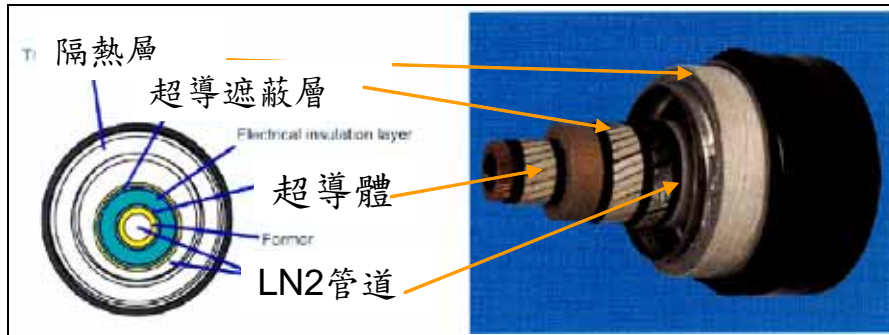 隔熱層
超導遮蔽層
Electrical insulation layer
超導體
Former
LN2管道